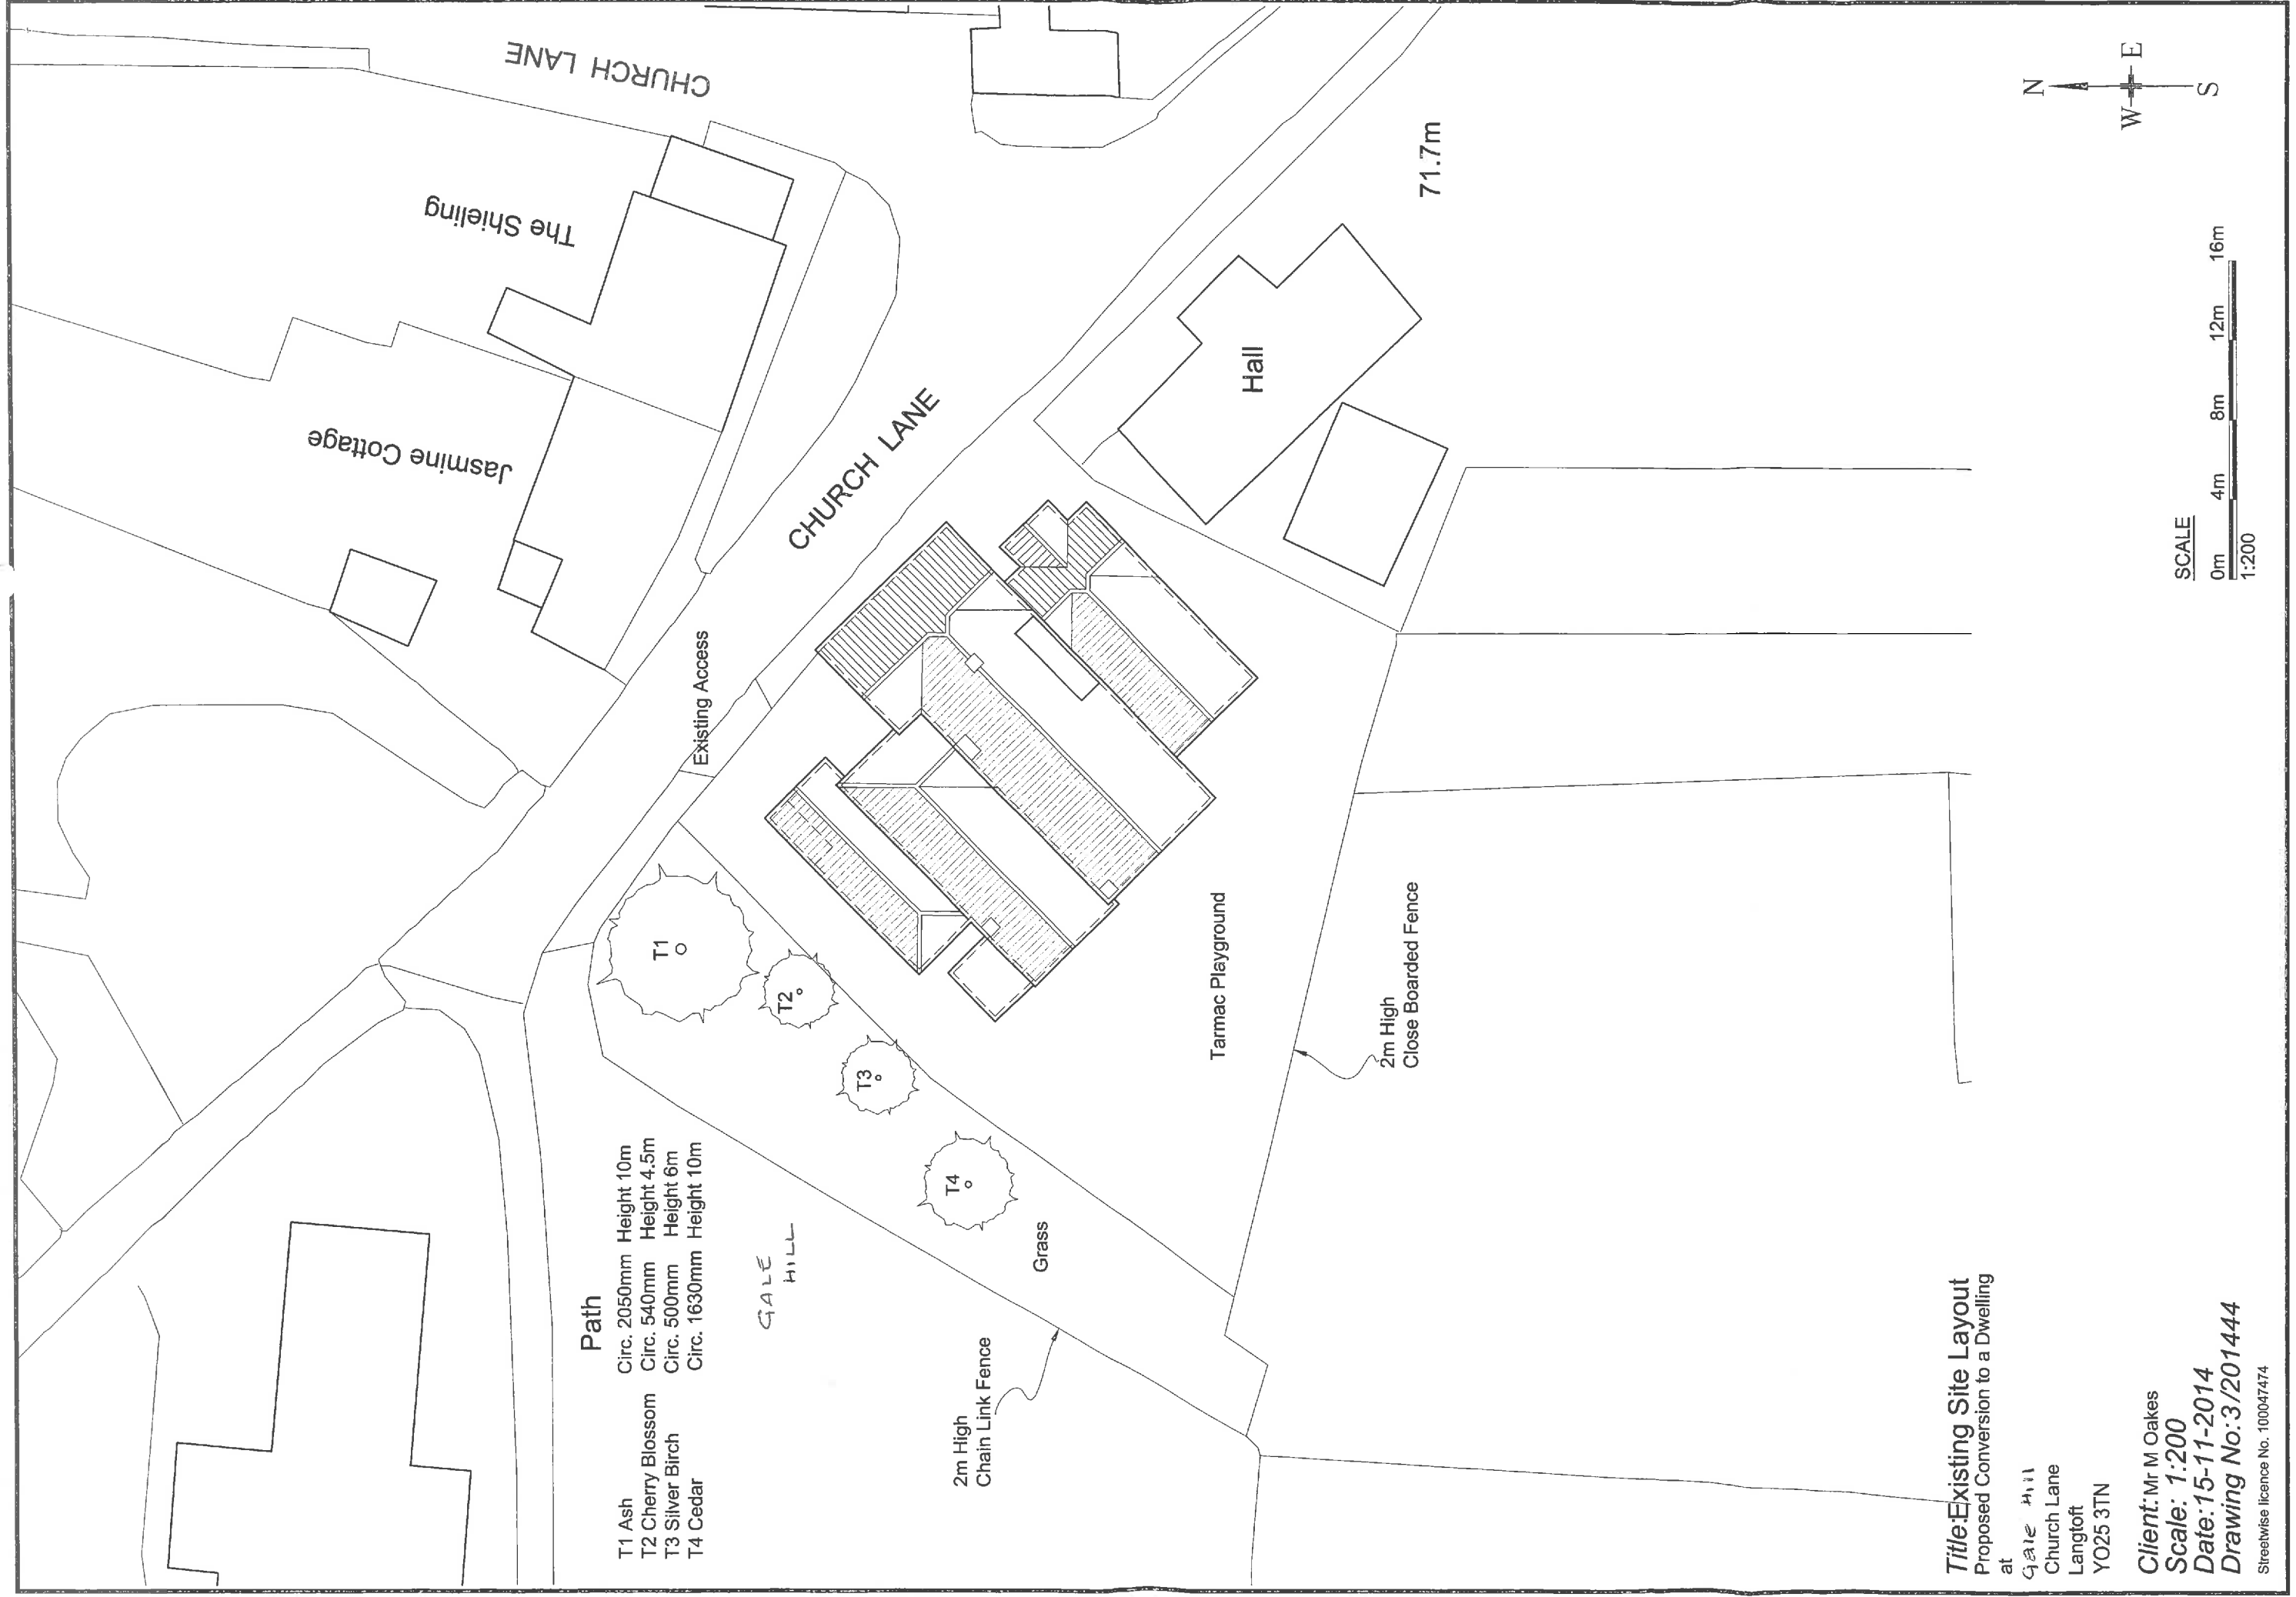 CHURCH LANE
The Shieling
Jasmine Cottage
CHURCH LANE
Existing Access
71.7m
Hall
N
W E
S
T1
T2
T3
T4
Path
T1 Ash Circ. 2050mm Height 10m
T2 Cherry Blossom Circ. 540mm Height 4.5m
T3 Silver Birch Circ. 500mm Height 6m
T4 Cedar Circ. 1630mm Height 10m
GALE
HILL
Grass
2m High
Chain Link Fence
Tarmac Playground
2m High
Close Boarded Fence
SCALE
0m 4m 8m 12m 16m
1:200
Title:Existing Site Layout
Proposed Conversion to a Dwelling
at
Gale Hill
Church Lane
Langtoft
YO25 3TN
Client:Mr M Oakes
Scale: 1:200
Date:15-11-2014
Drawing No:3/201444
Streetwise licence No. 100047474